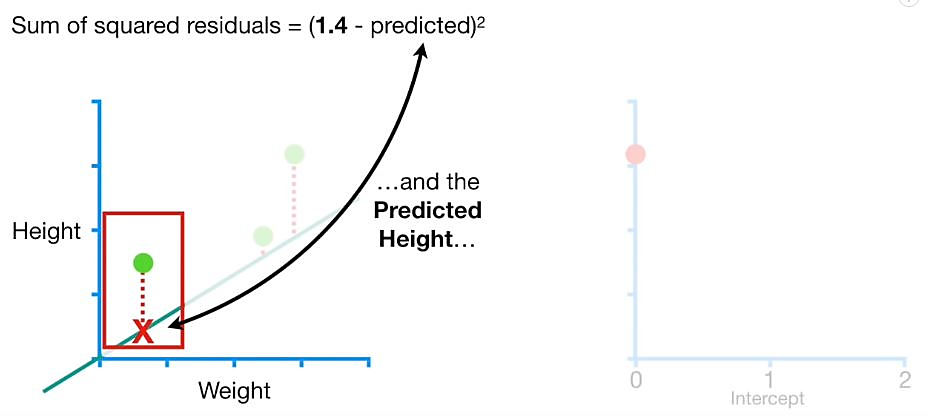 Sum of squared residuals = (1.4 - predicted)²
...and the
Predicted
Height...
Height
X
Weight
0
1
2
Intercept